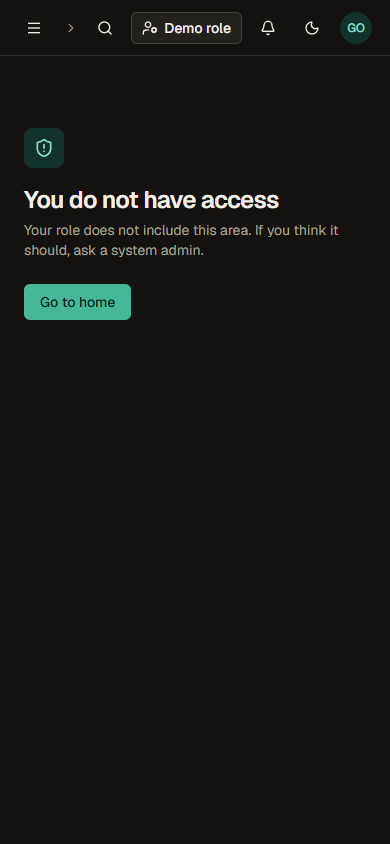 Demo role
GO
You do not have access
Your role does not include this area. If you think it
should, ask a system admin.
Go to home